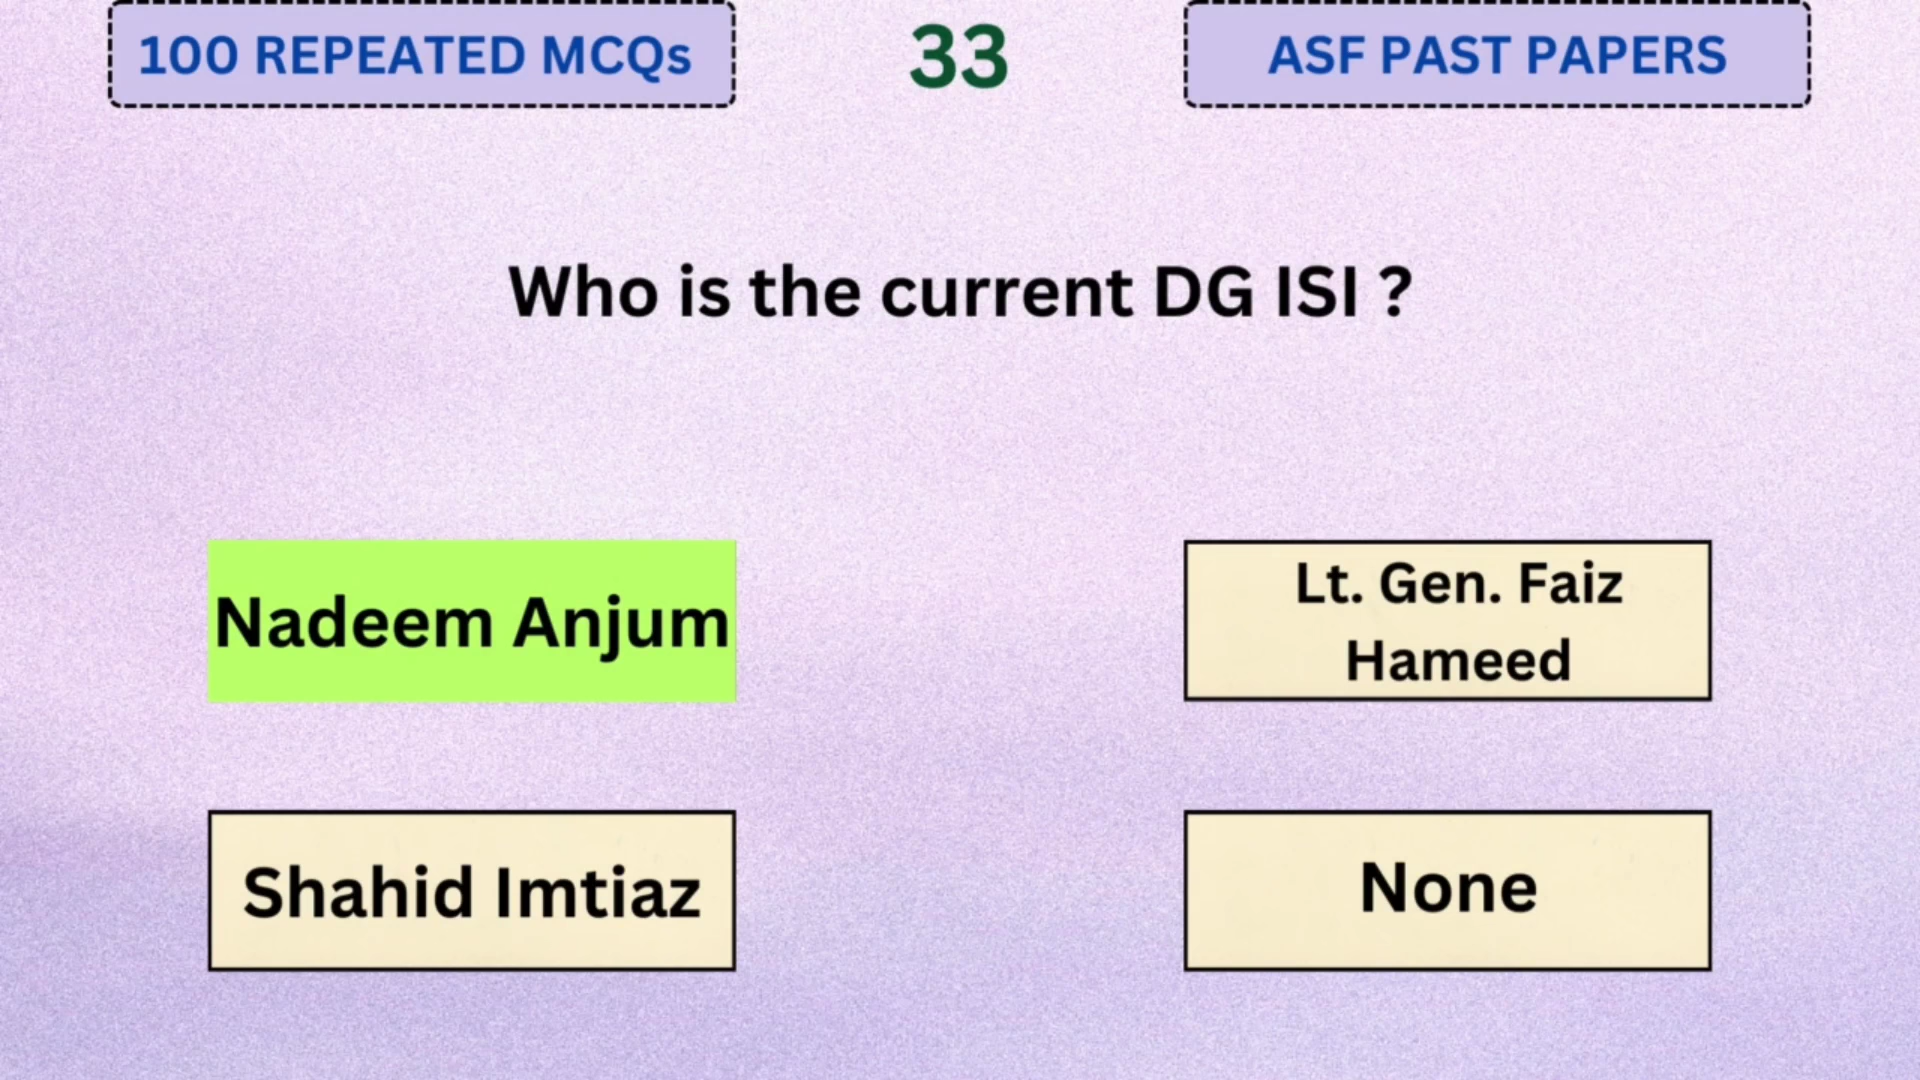 100 REPEATED MCQs
33
ASF PAST PAPERS
Who is the current DG ISI ?
Nadeem Anjum
Lt. Gen. Faiz
Hameed
Shahid Imtiaz
None